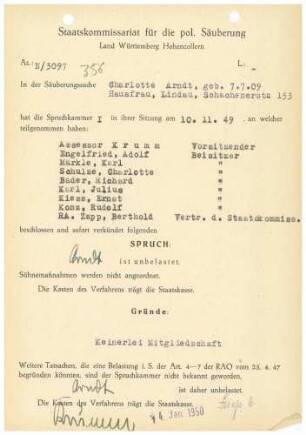 Staatskommissariat für die pol. Säuberung
Land Württemberg Hohenzollern
Az: II/3097 L.
356
In der Säuberungssache Charlotte Arndt, geb. 7.7.09
Hausfrau, Lindau, Schachenerstr 153
hat die Spruchkammer I in ihrer Sitzung am 10.11.49 an welcher
teilgenommen haben:
Assessor Krumm Vorsitzender
Engelfried, Adolf Beisitzer
Märkle, Karl "
Schulze, Charlotte "
Bader, Richard "
Karl, Julius "
Kiess, Ernst "
Konz, Rudolf "
RA. Zepp, Berthold Vertr. d. Staatskommiss.
beschlossen und sofort verkündet folgenden
SPRUCH:
Arndt
ist unbelastet.
Sühnemaßnahmen werden nicht angeordnet.
Die Kosten des Verfahrens trägt die Staatskasse.
Gründe:
Keinerlei Mitgliedschaft
Weitere Tatsachen, die eine Belastung i. S. der Art. 4—7 der RAO vom 25. 4. 47
begründen könnten, sind der Spruchkammer nicht bekannt geworden.
Arndt ist daher unbelastet.
Die Kosten des Verfahrens trägt die Staatskasse.
Jan. 1950